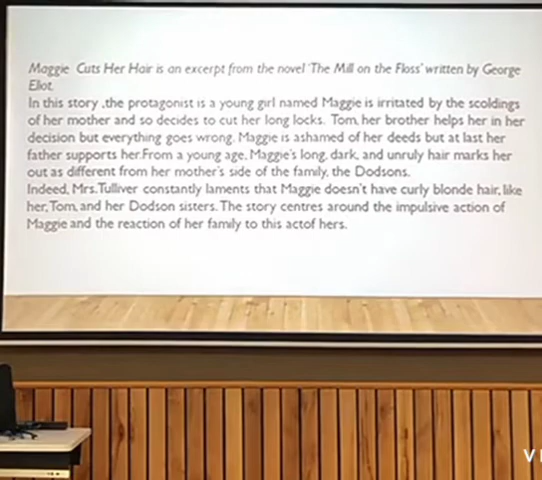 Maggie Cuts Her Hair is an excerpt from the novel 'The Mill on the Floss' written by George
Eliot.
In this story ,the protagonist is a young girl named Maggie is irritated by the scoldings
of her mother and so decides to cut her long locks. Tom, her brother helps her in her
decision but everything goes wrong. Maggie is ashamed of her deeds but at last her
father supports her.From a young age, Maggie's long, dark, and unruly hair marks her
out as different from her mother's side of the family, the Dodsons.
Indeed, Mrs.Tulliver constantly laments that Maggie doesn't have curly blonde hair, like
her, Tom, and her Dodson sisters. The story centres around the impulsive action of
Maggie and the reaction of her family to this actof hers.